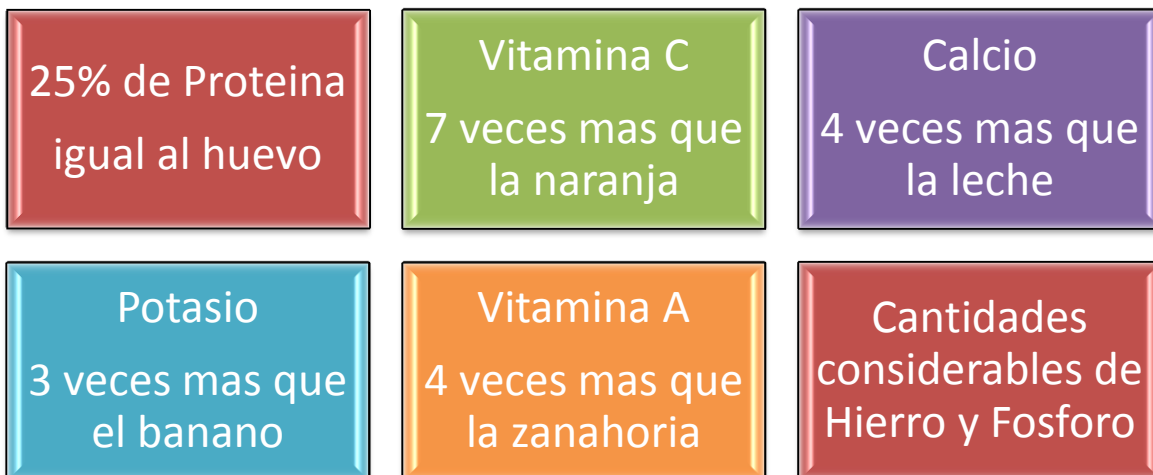 25% de Proteina
igual al huevo
Vitamina C
7 veces mas que
la naranja
Calcio
4 veces mas que
la leche
Potasio
3 veces mas que
el banano
Vitamina A
4 veces mas que
la zanahoria
Cantidades
considerables de
Hierro y Fosforo